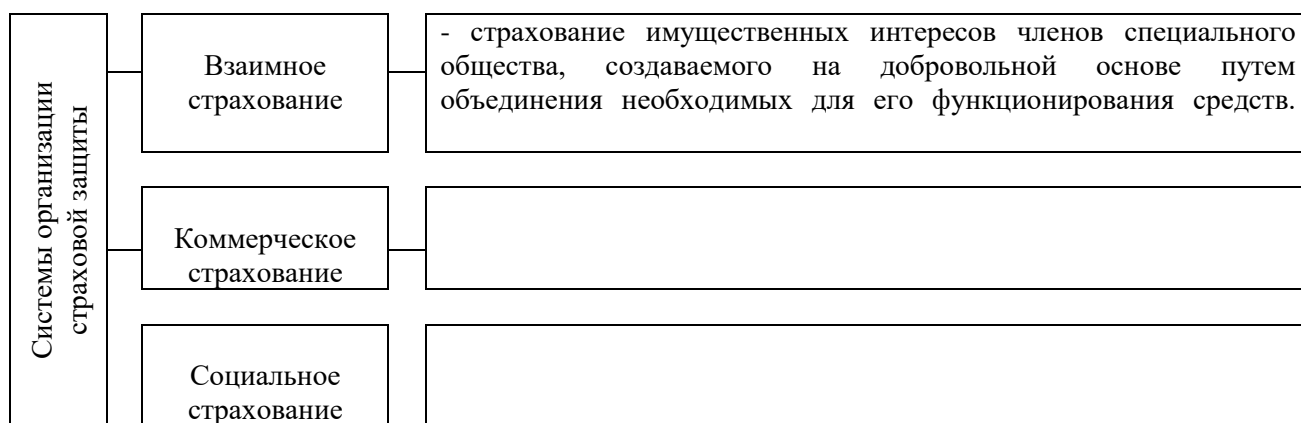 Системы организации
страховой защиты
Взаимное
страхование
- страхование имущественных интересов членов специального
общества, создаваемого на добровольной основе путем
объединения необходимых для его функционирования средств.
Коммерческое
страхование
Социальное
страхование